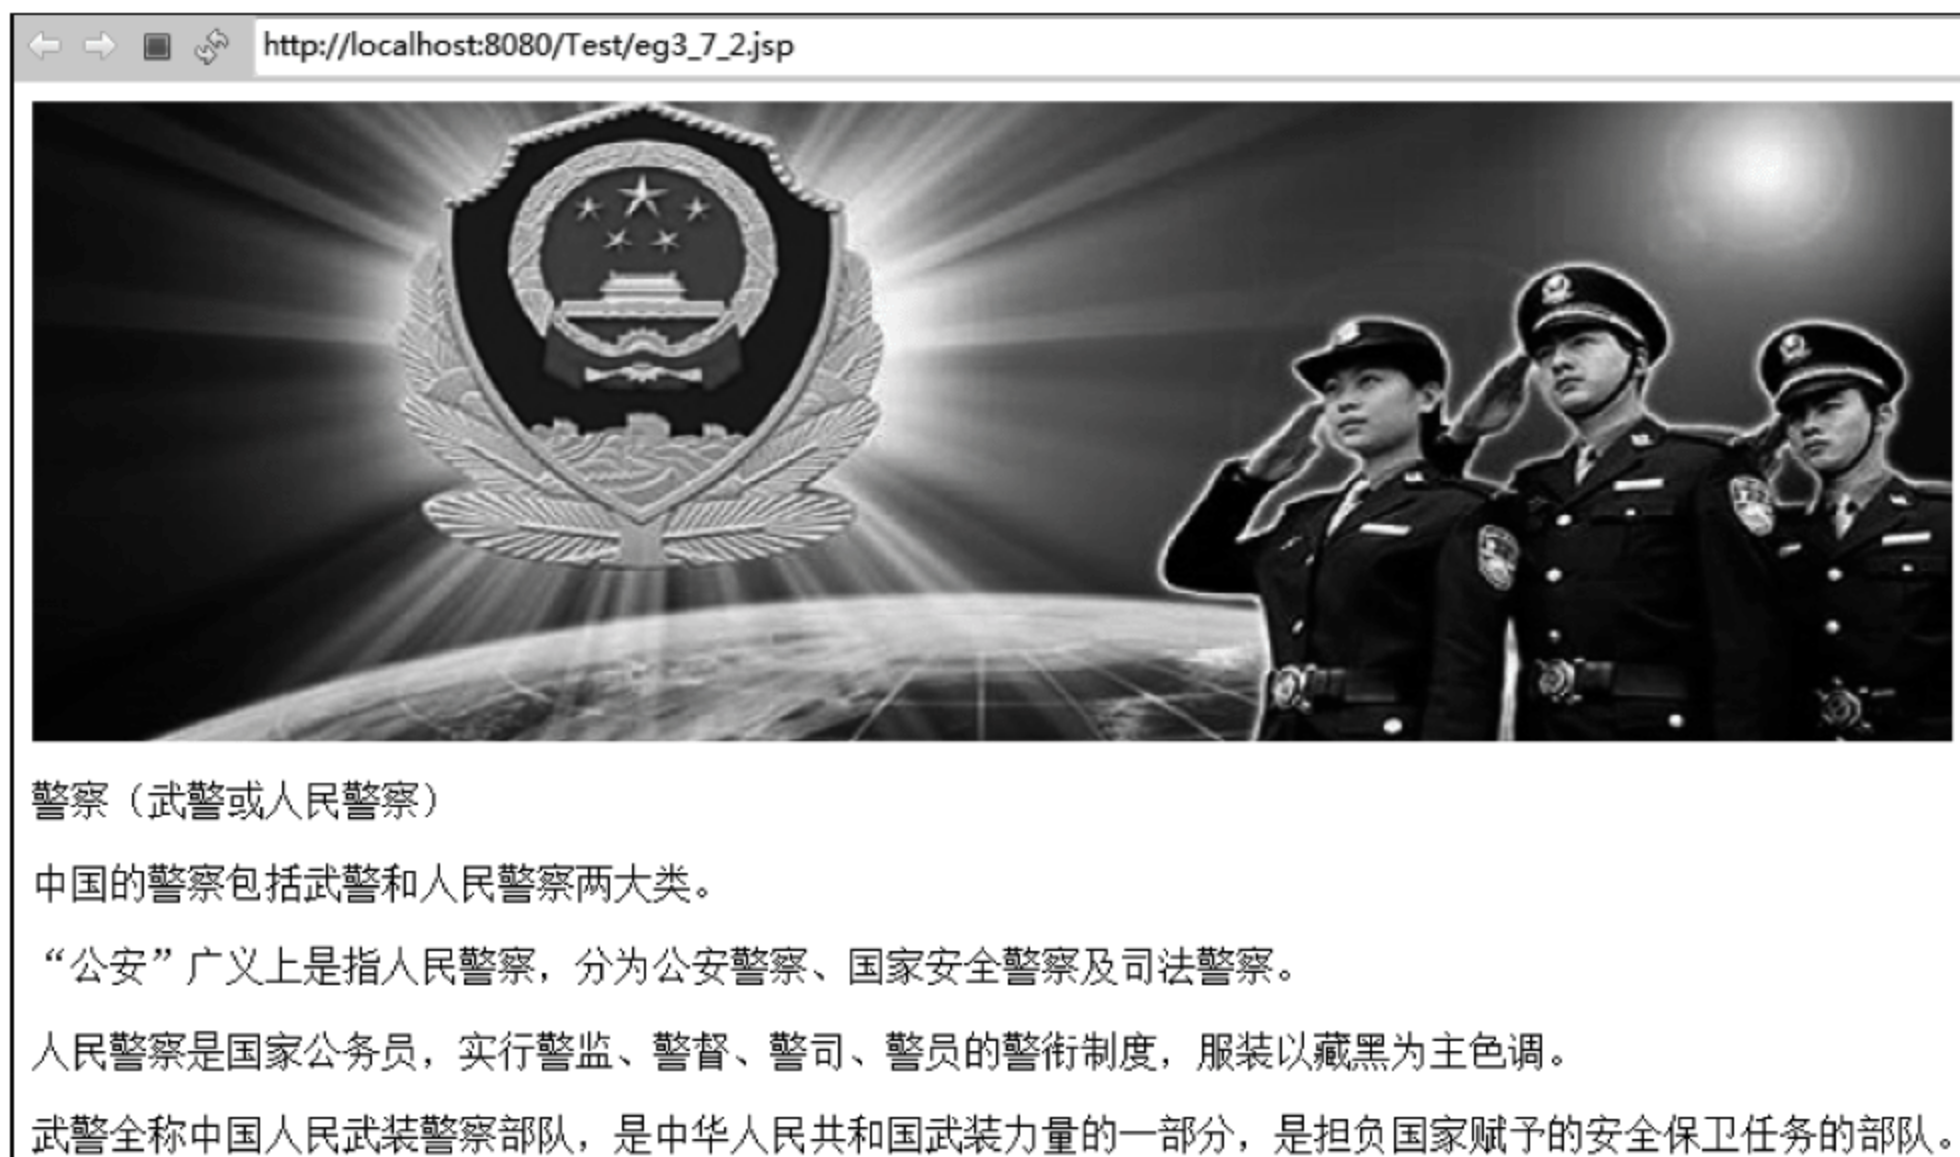 http://localhost:8080/Test/eg3_7_2.jsp
警察（武警或人民警察）
中国的警察包括武警和人民警察两大类。
“公安”广义上是指人民警察，分为公安警察、国家安全警察及司法警察。
人民警察是国家公务员，实行警监、警督、警司、警员的警衔制度，服装以藏黑为主色调。
武警全称中国人民武装警察部队，是中华人民共和国武装力量的一部分，是担负国家赋予的安全保卫任务的部队。